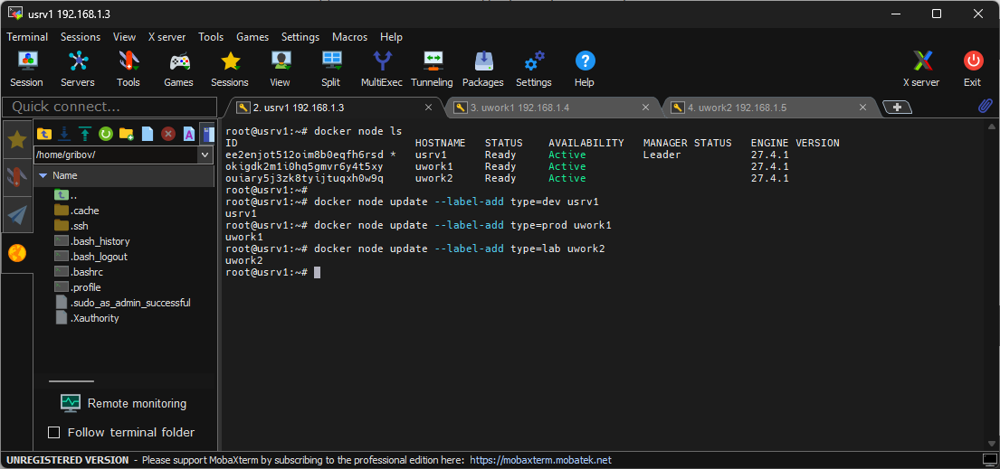 usrv1 192.168.1.3
Terminal Sessions View X server Tools Games Settings Macros Help
Session Servers Tools Games Sessions View Split MultiExec Tunneling Packages Settings Help X server Exit
Quick connect...
2. usrv1 192.168.1.3
3. uwork1 192.168.1.4
4. uwork2 192.168.1.5
/home/gribov/
Name
..
.cache
.ssh
.bash_history
.bash_logout
.bashrc
.profile
.sudo_as_admin_successful
.Xauthority
Remote monitoring
Follow terminal folder
root@usrv1:~# docker node ls
ID HOSTNAME STATUS AVAILABILITY MANAGER STATUS ENGINE VERSION
ee2enjot512oim8b0eqfh6rsd * usrv1 Ready Active Leader 27.4.1
okigdk2m1i0hq5gmvr6y4t5xy uwork1 Ready Active 27.4.1
ouiary5j3zk8tyijtuqxh0w9q uwork2 Ready Active 27.4.1
root@usrv1:~#
root@usrv1:~# docker node update --label-add type=dev usrv1
usrv1
root@usrv1:~# docker node update --label-add type=prod uwork1
uwork1
root@usrv1:~# docker node update --label-add type=lab uwork2
uwork2
root@usrv1:~#
UNREGISTERED VERSION - Please support MobaXterm by subscribing to the professional edition here: https://mobaxterm.mobatek.net